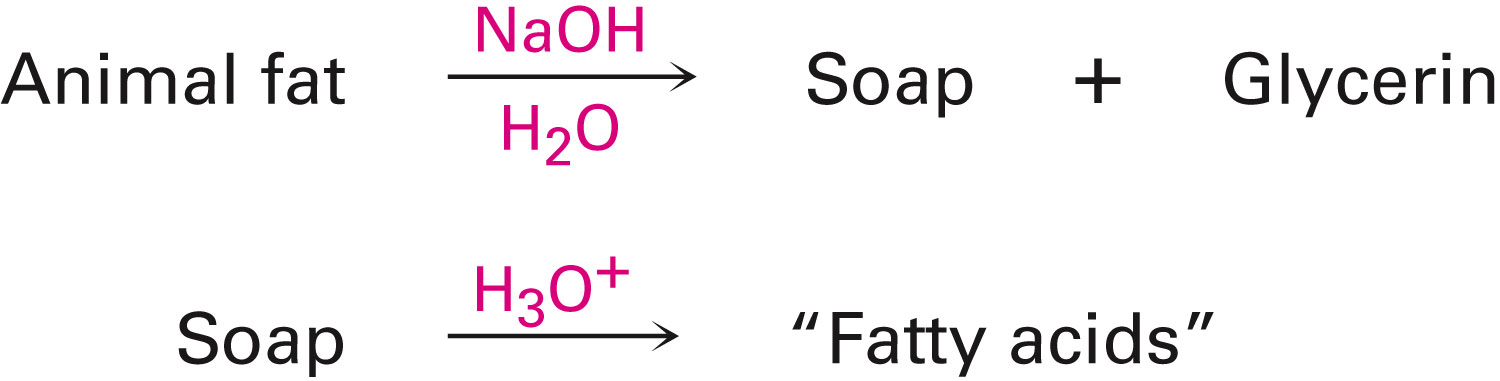 NaOH
Animal fat → Soap + Glycerin
H₂O
H₃O⁺
Soap → “Fatty acids”